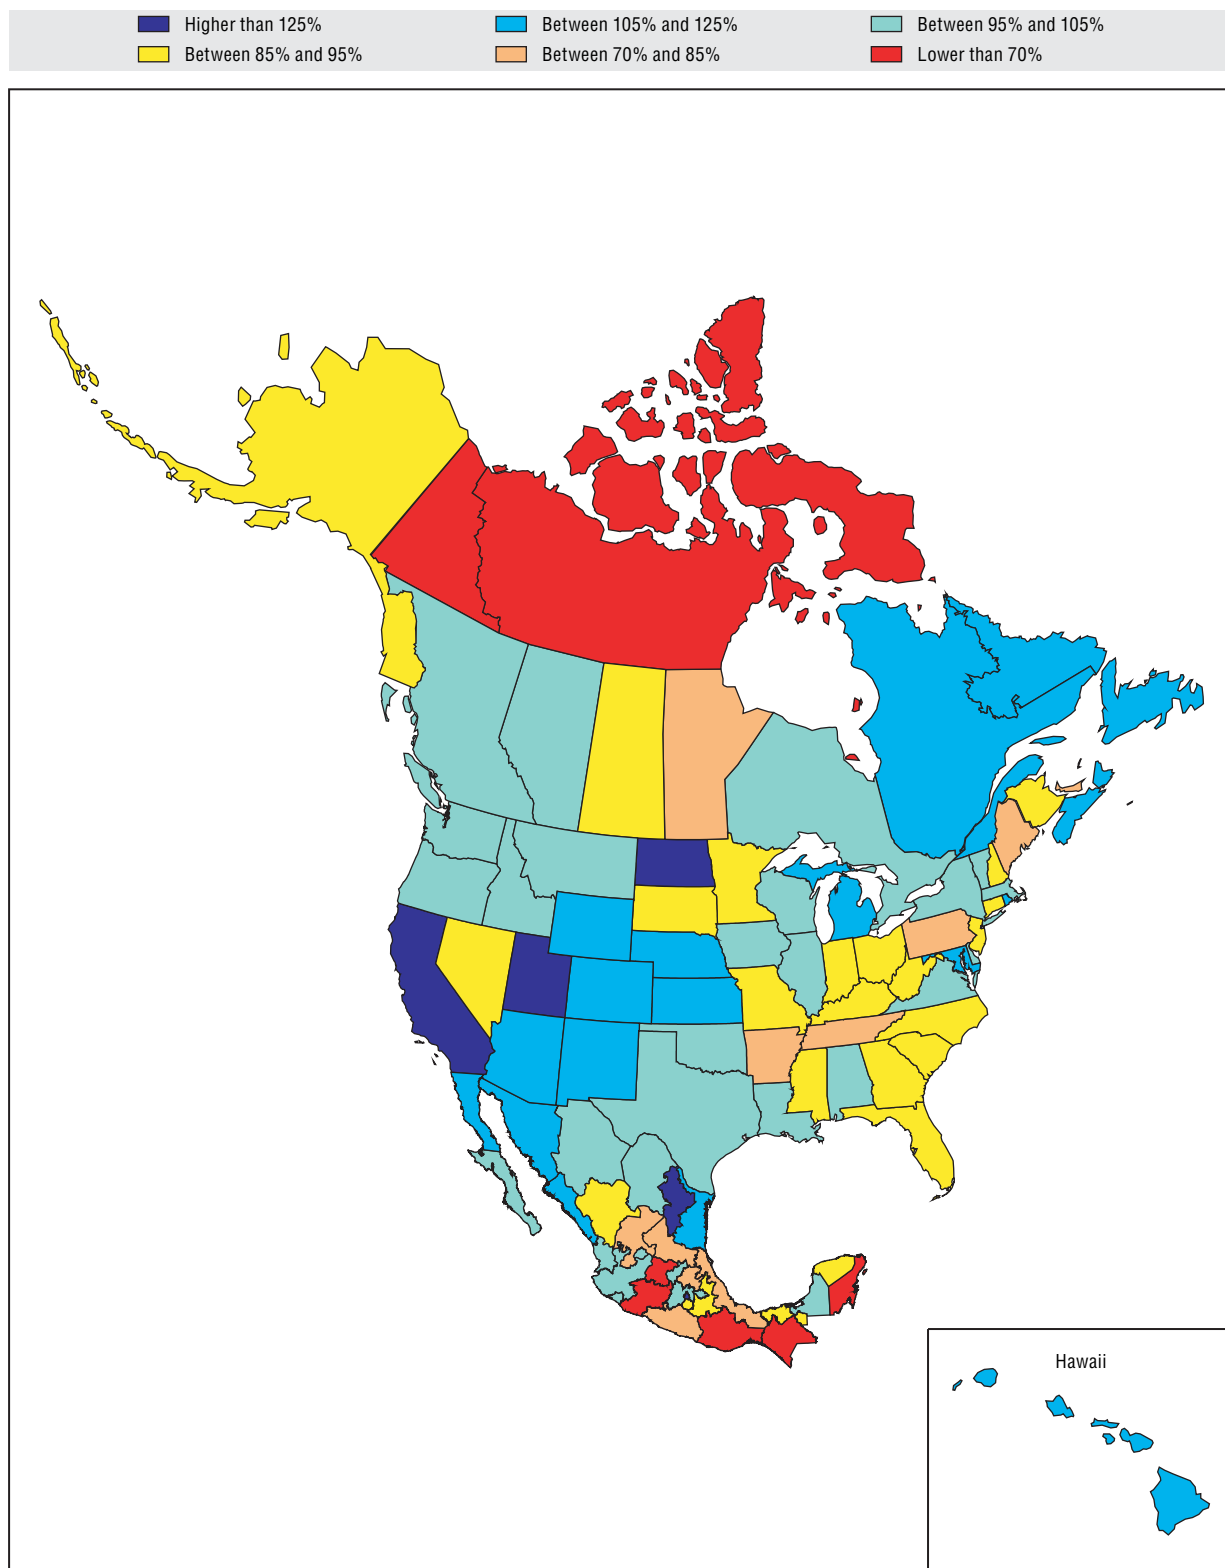 Higher than 125% Between 105% and 125% Between 95% and 105%
Between 85% and 95% Between 70% and 85% Lower than 70%
Hawaii